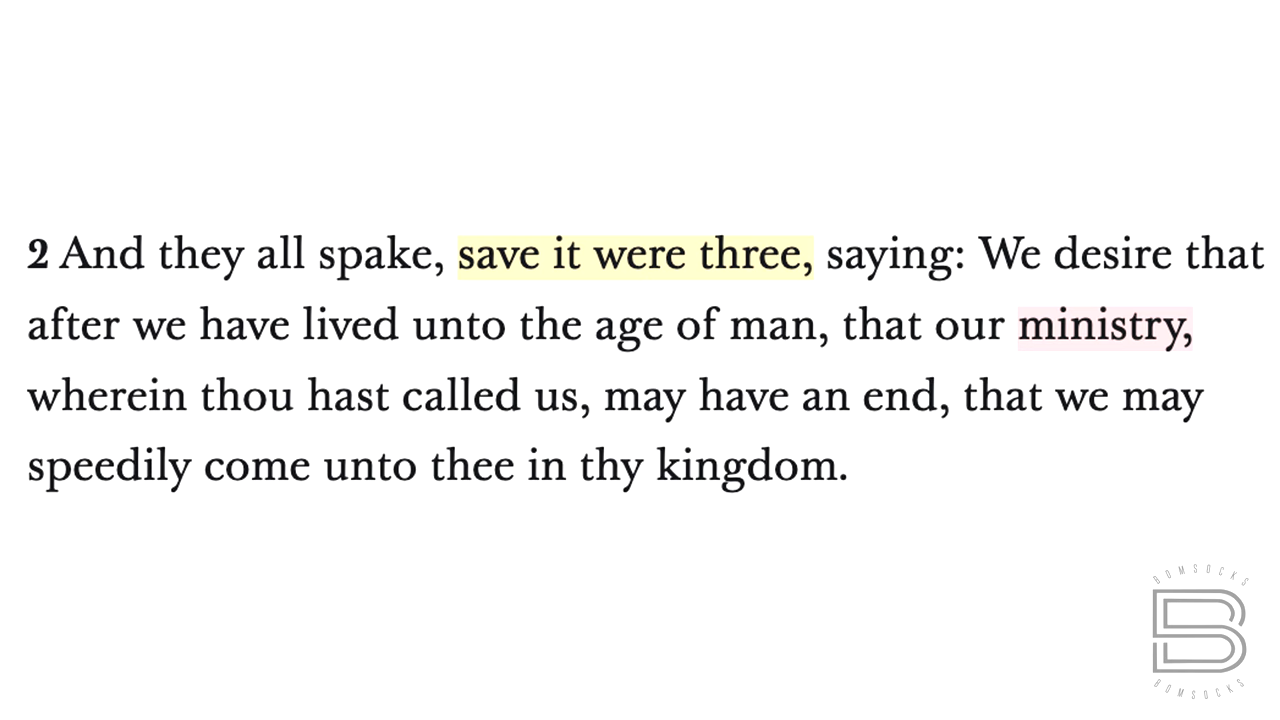 2 And they all spake, save it were three, saying: We desire that
after we have lived unto the age of man, that our ministry,
wherein thou hast called us, may have an end, that we may
speedily come unto thee in thy kingdom.
BOMSOCKS
B
BOMSOCKS